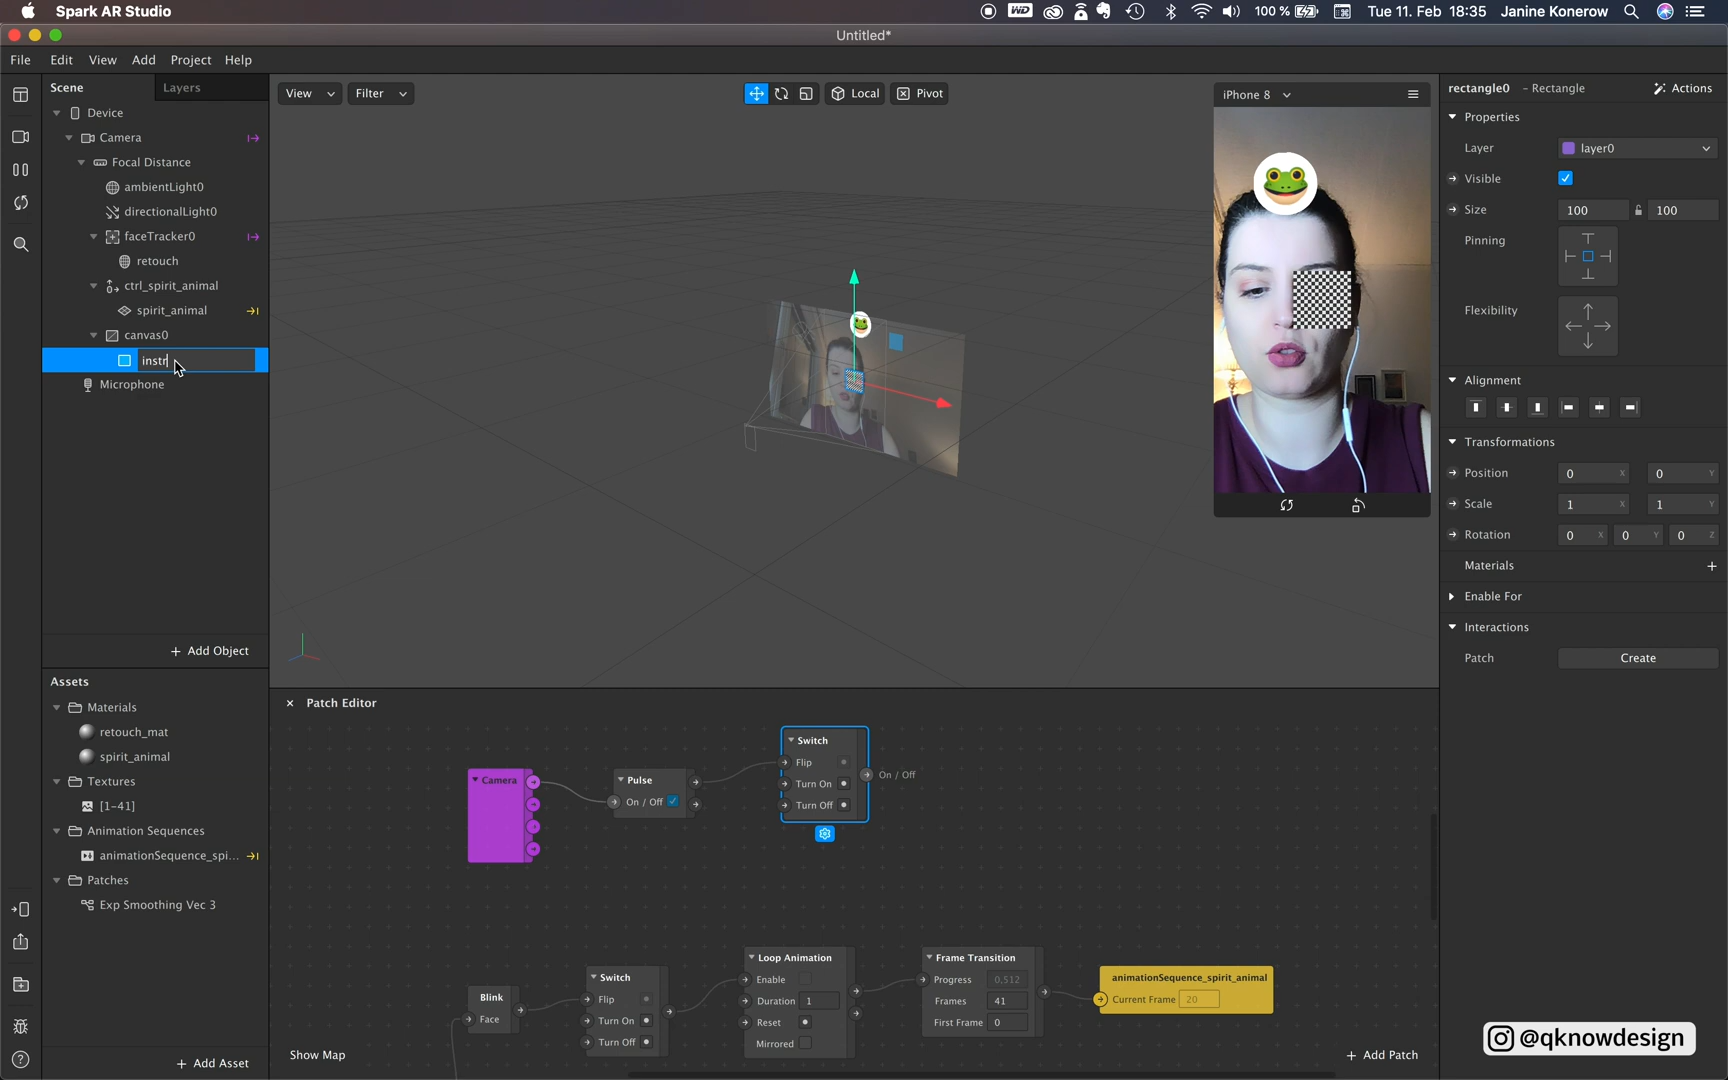 Spark AR Studio
WD
100 %
Tue 11. Feb 18:35
Janine Konerow
Untitled*
File Edit View Add Project Help
Scene
Layers
Device
Camera
Focal Distance
ambientLight0
directionalLight0
faceTracker0
retouch
ctrl_spirit_animal
spirit_animal
canvas0
instr
Microphone
+ Add Object
Assets
Materials
retouch_mat
spirit_animal
Textures
[1-41]
Animation Sequences
animationSequence_spi...
Patches
Exp Smoothing Vec 3
+ Add Asset
View
Filter
Local
Pivot
iPhone 8
× Patch Editor
Camera
Pulse
On / Off
Switch
Flip
Turn On
Turn Off
On / Off
Blink
Face
Switch
Flip
Turn On
Turn Off
Loop Animation
Enable
Duration 1
Reset
Mirrored
Frame Transition
Progress 0,512
Frames 41
First Frame 0
animationSequence_spirit_animal
Current Frame 20
Show Map
+ Add Patch
rectangle0 - Rectangle
Actions
Properties
Layer layer0
Visible
Size 100 100
Pinning
Flexibility
Alignment
Transformations
Position 0 X 0 Y
Scale 1 X 1 Y
Rotation 0 X 0 Y 0 Z
Materials +
Enable For
Interactions
Patch Create
@qknowdesign